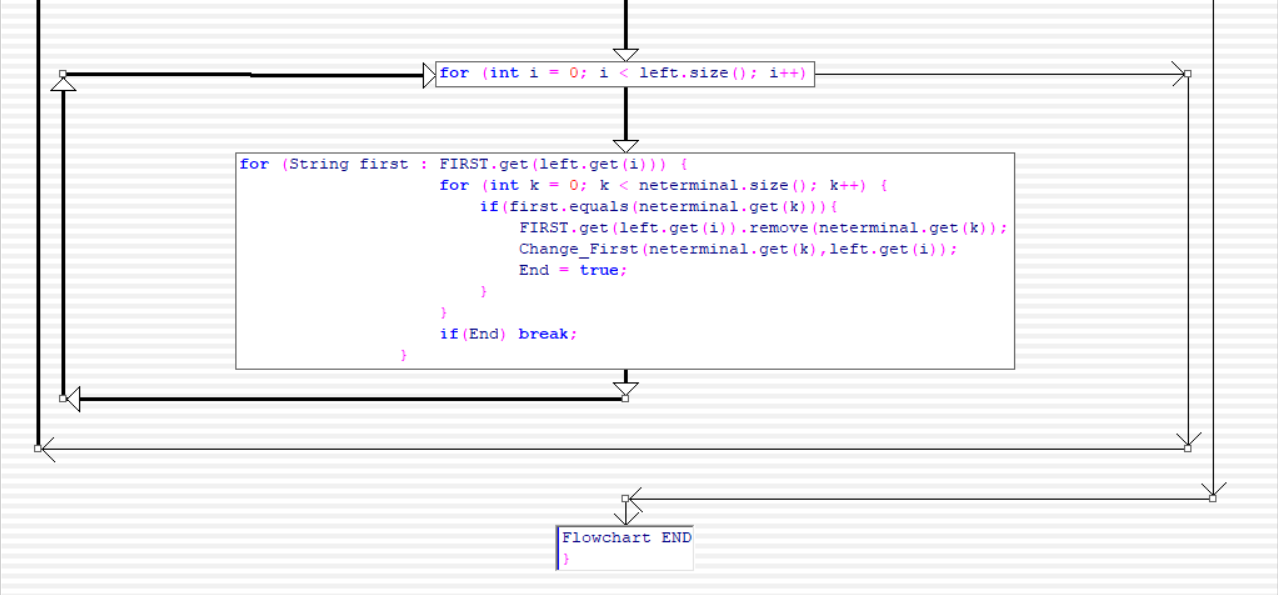 for (int i = 0; i < left.size(); i++)
for (String first : FIRST.get(left.get(i))) {
for (int k = 0; k < neterminal.size(); k++) {
if(first.equals(neterminal.get(k))){
FIRST.get(left.get(i)).remove(neterminal.get(k));
Change_First(neterminal.get(k),left.get(i));
End = true;
}
}
if(End) break;
}
Flowchart END
}